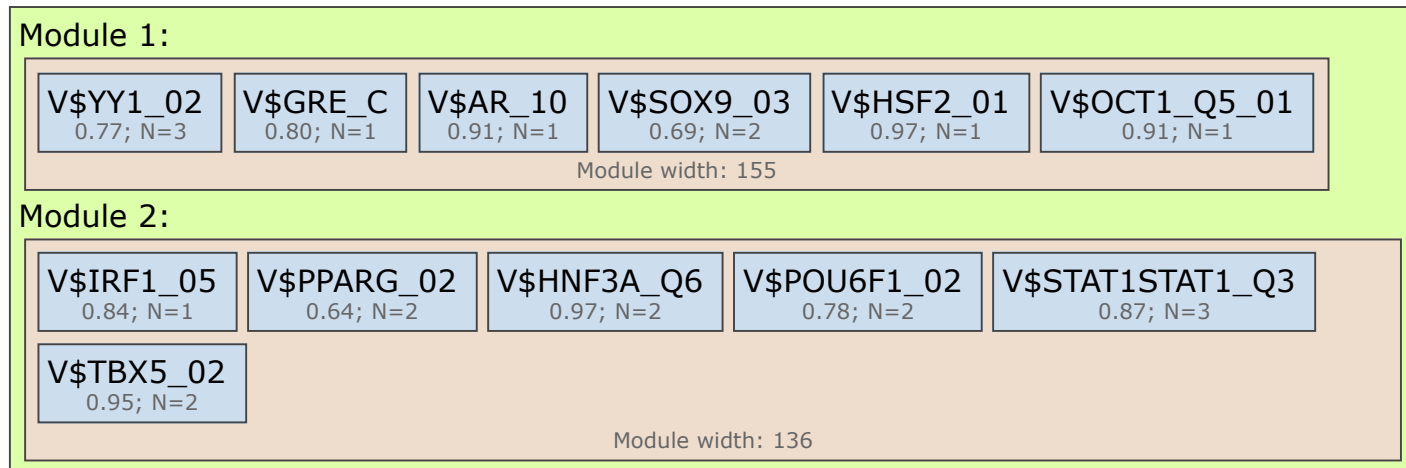 Module 1:
V$YY1_02 V$GRE_C V$AR_10 V$SOX9_03 V$HSF2_01 V$OCT1_Q5_01
0.77; N=3 0.80; N=1 0.91; N=1 0.69; N=2 0.97; N=1 0.91; N=1
Module width: 155
Module 2:
V$IRF1_05 V$PPARG_02 V$HNF3A_Q6 V$POU6F1_02 V$STAT1STAT1_Q3
0.84; N=1 0.64; N=2 0.97; N=2 0.78; N=2 0.87; N=3
V$TBX5_02
0.95; N=2
Module width: 136